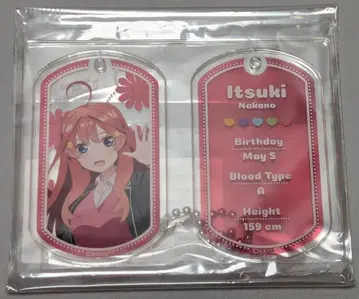 Itsuki
Nakano
Birthday
May 5
Blood Type
A
Height
159 cm